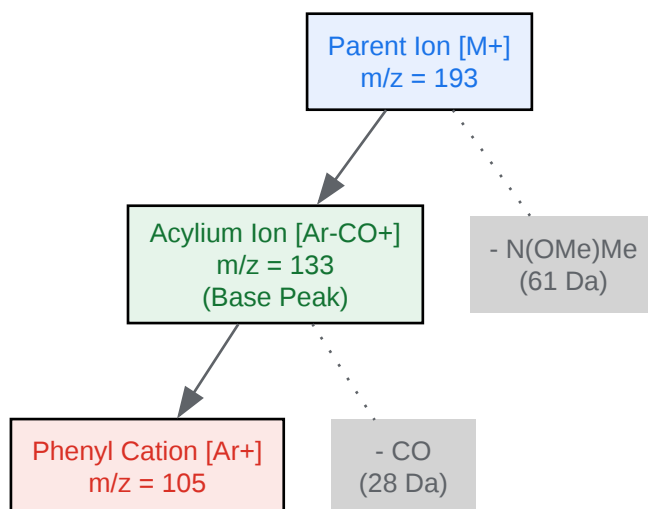 Parent Ion [M+]
m/z = 193
Acylium Ion [Ar-CO+]
m/z = 133
(Base Peak)
- N(OMe)Me
(61 Da)
Phenyl Cation [Ar+]
m/z = 105
- CO
(28 Da)